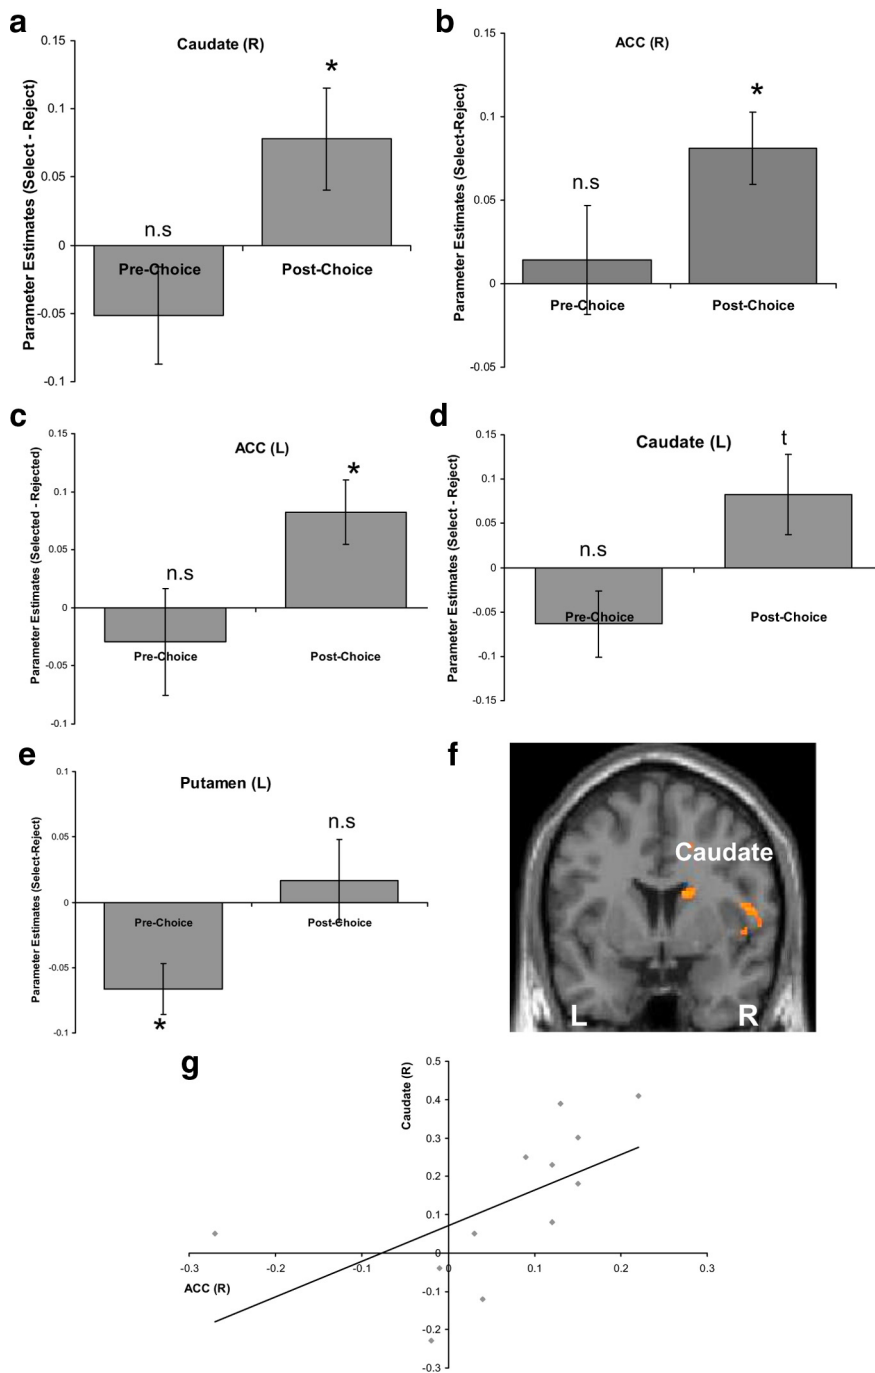 a
Caudate (R)
Parameter Estimates (Select - Reject)
0.15
0.1
0.05
0
-0.05
-0.1
n.s
*
Pre-Choice
Post-Choice
b
ACC (R)
Parameter Estimates (Select-Reject)
0.15
0.1
0.05
0
-0.05
n.s
*
Pre-Choice
Post-Choice
c
ACC (L)
Parameter Estimates (Selected - Rejected)
0.15
0.1
0.05
0
-0.05
-0.1
n.s
*
Pre-Choice
Post-Choice
d
Caudate (L)
Parameter Estimates (Select - Reject)
0.15
0.1
0.05
0
-0.05
-0.1
-0.15
n.s
t
Pre-Choice
Post-Choice
e
Putamen (L)
Parameter Estimates (Select-Reject)
0.1
0.05
0
-0.05
-0.1
n.s
*
Pre-Choice
Post-Choice
f
Caudate
L
R
g
Caudate (R)
0.5
0.4
0.3
0.2
0.1
0
-0.1
-0.2
-0.3
-0.3
-0.2
-0.1
0
0.1
0.2
0.3
ACC (R)